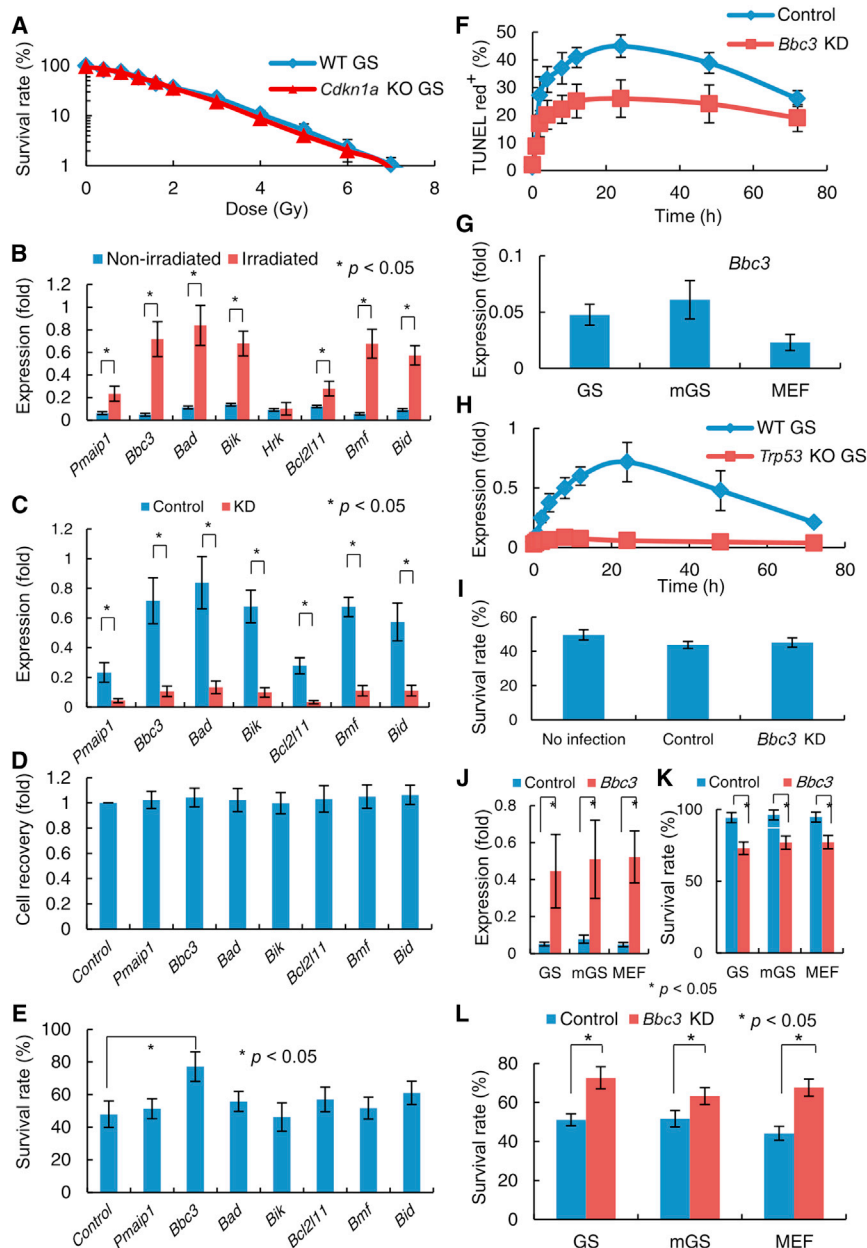 A
Survival rate (%)
100
10
1
0 2 4 6 8
Dose (Gy)
WT GS
Cdkn1a KO GS
B
Non-irradiated Irradiated
* p < 0.05
Expression (fold)
1.2
1
0.8
0.6
0.4
0.2
0
* * * * * * *
Pmaip1 Bbc3 Bad Bik Hrk Bcl2l11 Bmf Bid
C
Control KD
* p < 0.05
Expression (fold)
1.2
1
0.8
0.6
0.4
0.2
0
* * * * * * *
Pmaip1 Bbc3 Bad Bik Bcl2l11 Bmf Bid
D
Cell recovery (fold)
1.2
1
0.8
0.6
0.4
0.2
0
Control Pmaip1 Bbc3 Bad Bik Bcl2l11 Bmf Bid
E
Survival rate (%)
100
80
60
40
20
0
*
* p < 0.05
Control Pmaip1 Bbc3 Bad Bik Bcl2l11 Bmf Bid
F
Control
Bbc3 KD
TUNEL red+ (%)
50
40
30
20
10
0
0 20 40 60 80
Time (h)
G
Bbc3
Expression (fold)
0.1
0.05
0
GS mGS MEF
H
WT GS
Trp53 KO GS
Expression (fold)
1
0.5
0
0 20 40 60 80
Time (h)
I
Survival rate (%)
60
40
20
0
No infection Control Bbc3 KD
J
Control Bbc3
Expression (fold)
0.8
0.6
0.4
0.2
0
* * *
GS mGS MEF
K
Control Bbc3
Survival rate (%)
100
50
0
* * *
GS mGS MEF
* p < 0.05
L
Control Bbc3 KD * p < 0.05
Survival rate (%)
80
60
40
20
0
* * *
GS mGS MEF